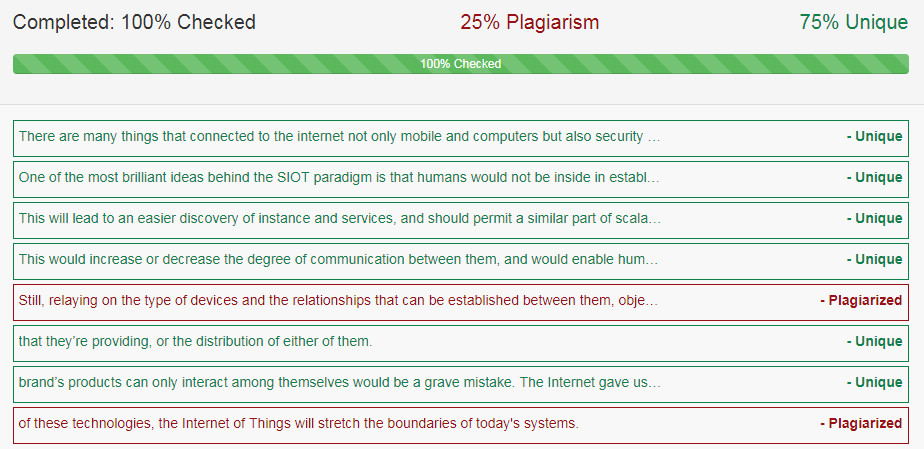 Completed: 100% Checked 25% Plagiarism 75% Unique
100% Checked
There are many things that connected to the internet not only mobile and computers but also security ... - Unique
One of the most brilliant ideas behind the SIOT paradigm is that humans would not be inside in establ... - Unique
This will lead to an easier discovery of instance and services, and should permit a similar part of scala... - Unique
This would increase or decrease the degree of communication between them, and would enable hum... - Unique
Still, relaying on the type of devices and the relationships that can be established between them, obje... - Plagiarized
that they’re providing, or the distribution of either of them. - Unique
brand’s products can only interact among themselves would be a grave mistake. The Internet gave us... - Unique
of these technologies, the Internet of Things will stretch the boundaries of today's systems. - Plagiarized